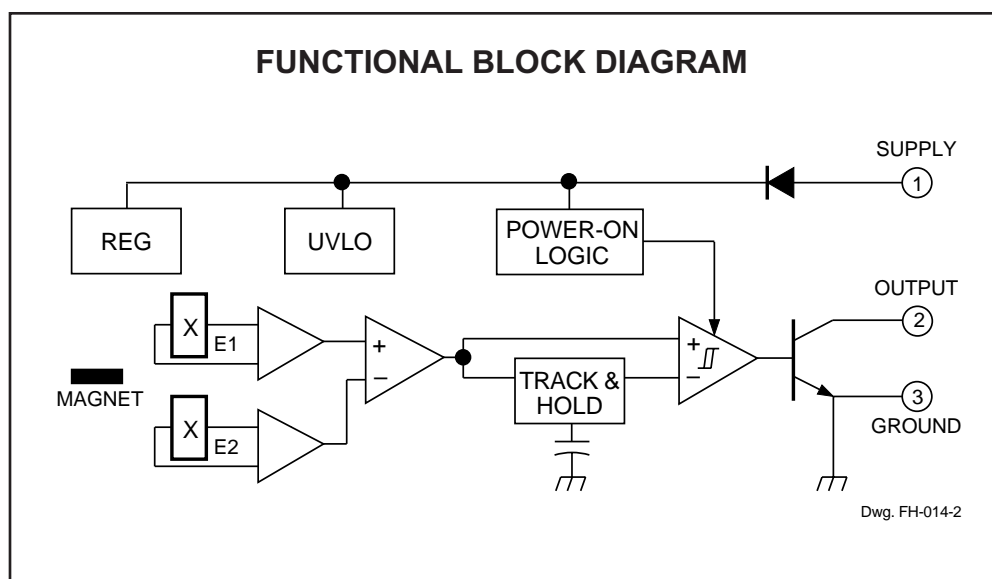 FUNCTIONAL BLOCK DIAGRAM
SUPPLY
1
REG
UVLO
POWER-ON
LOGIC
OUTPUT
2
X
E1
+
−
+
−
MAGNET
TRACK &
HOLD
3
GROUND
X
E2
Dwg. FH-014-2